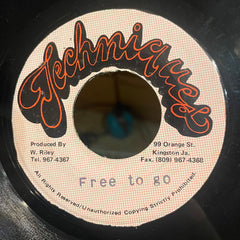 Techniques
Produced By
W. Riley
Tel. 967-4367
99 Orange St.
Kingston Ja.
Fax. (809) 967-4368
Free to go
All Rights Reserved/Unauthorized Copying Strictly Prohibited.